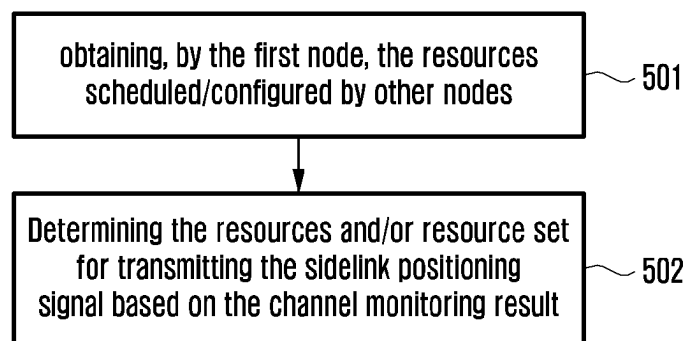 obtaining, by the first node, the resources
scheduled/configured by other nodes
501
Determining the resources and/or resource set
for transmitting the sidelink positioning
signal based on the channel monitoring result
502